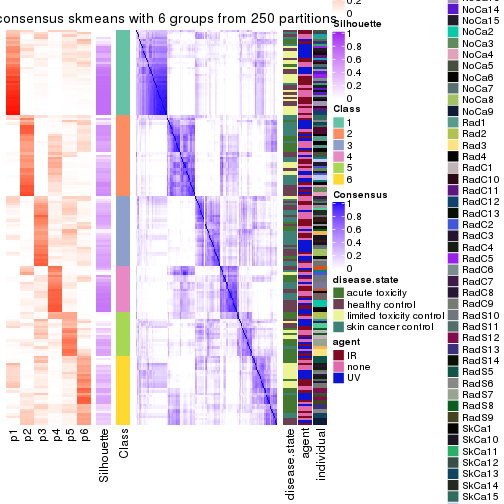 consensus skmeans with 6 groups from 250 partitions
p1
p2
p3
p4
p5
p6
Silhouette
Class
disease.state
agent
individual
0.2
0
Silhouette
1
0.8
0.6
0.4
0.2
0
Class
1
2
3
4
5
6
Consensus
1
0.8
0.6
0.4
0.2
0
disease.state
acute toxicity
healthy control
limited toxicity control
skin cancer control
agent
IR
none
UV
NoCa14
NoCa15
NoCa2
NoCa3
NoCa4
NoCa5
NoCa6
NoCa7
NoCa8
NoCa9
Rad1
Rad2
Rad3
Rad4
RadC1
RadC10
RadC11
RadC12
RadC13
RadC2
RadC3
RadC4
RadC5
RadC6
RadC7
RadC8
RadC9
RadS10
RadS11
RadS12
RadS13
RadS14
RadS5
RadS6
RadS7
RadS8
RadS9
SkCa1
SkCa10
SkCa11
SkCa12
SkCa13
SkCa14
SkCa15